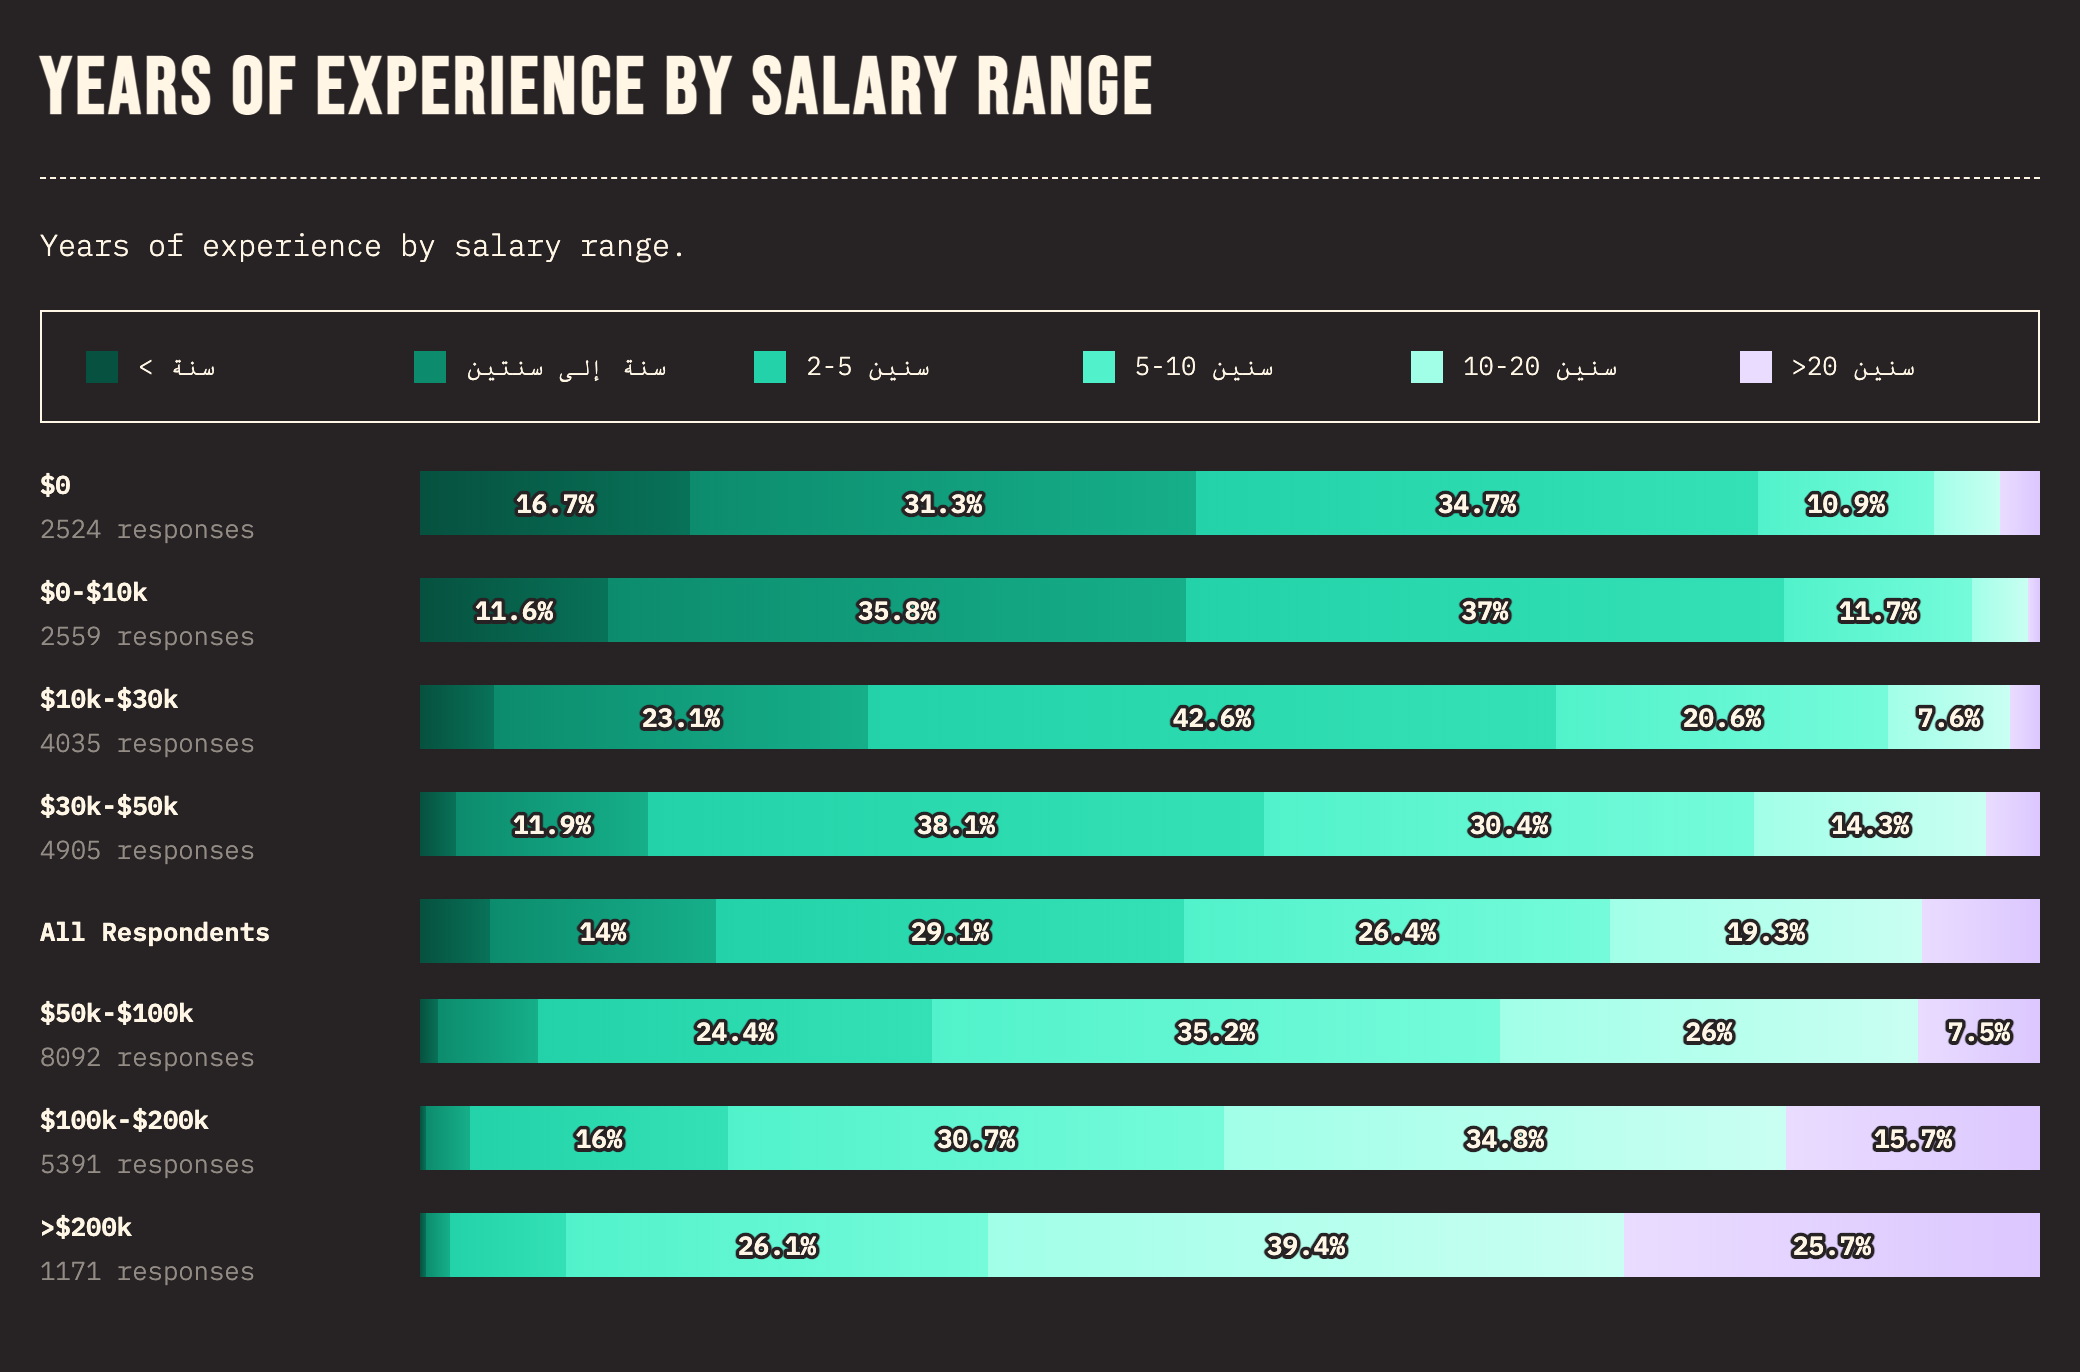 YEARS OF EXPERIENCE BY SALARY RANGE
Years of experience by salary range.
< سنة
سنة إلى سنتين
2-5 سنين
5-10 سنين
10-20 سنين
>20 سنين
$0
2524 responses
16.7% 31.3% 34.7% 10.9%
$0-$10k
2559 responses
11.6% 35.8% 37% 11.7%
$10k-$30k
4035 responses
23.1% 42.6% 20.6% 7.6%
$30k-$50k
4905 responses
11.9% 38.1% 30.4% 14.3%
All Respondents
14% 29.1% 26.4% 19.3%
$50k-$100k
8092 responses
24.4% 35.2% 26% 7.5%
$100k-$200k
5391 responses
16% 30.7% 34.8% 15.7%
>$200k
1171 responses
26.1% 39.4% 25.7%